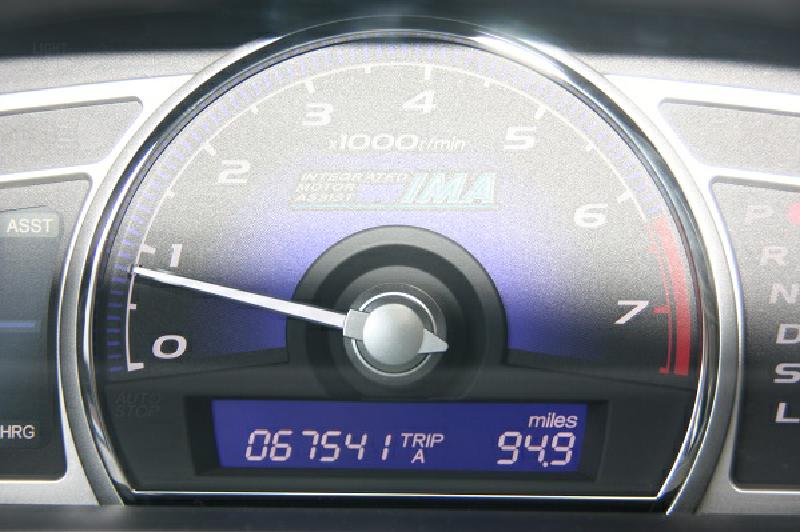 LIGHT
3
4
5
x1000r/min
2
INTEGRATED
MOTOR
ASSIST
IMA
6
P
ASST
1
R
N
7
0
D
S
AUTO
STOP
L
miles
CHRG
067541 TRIP A 94.9